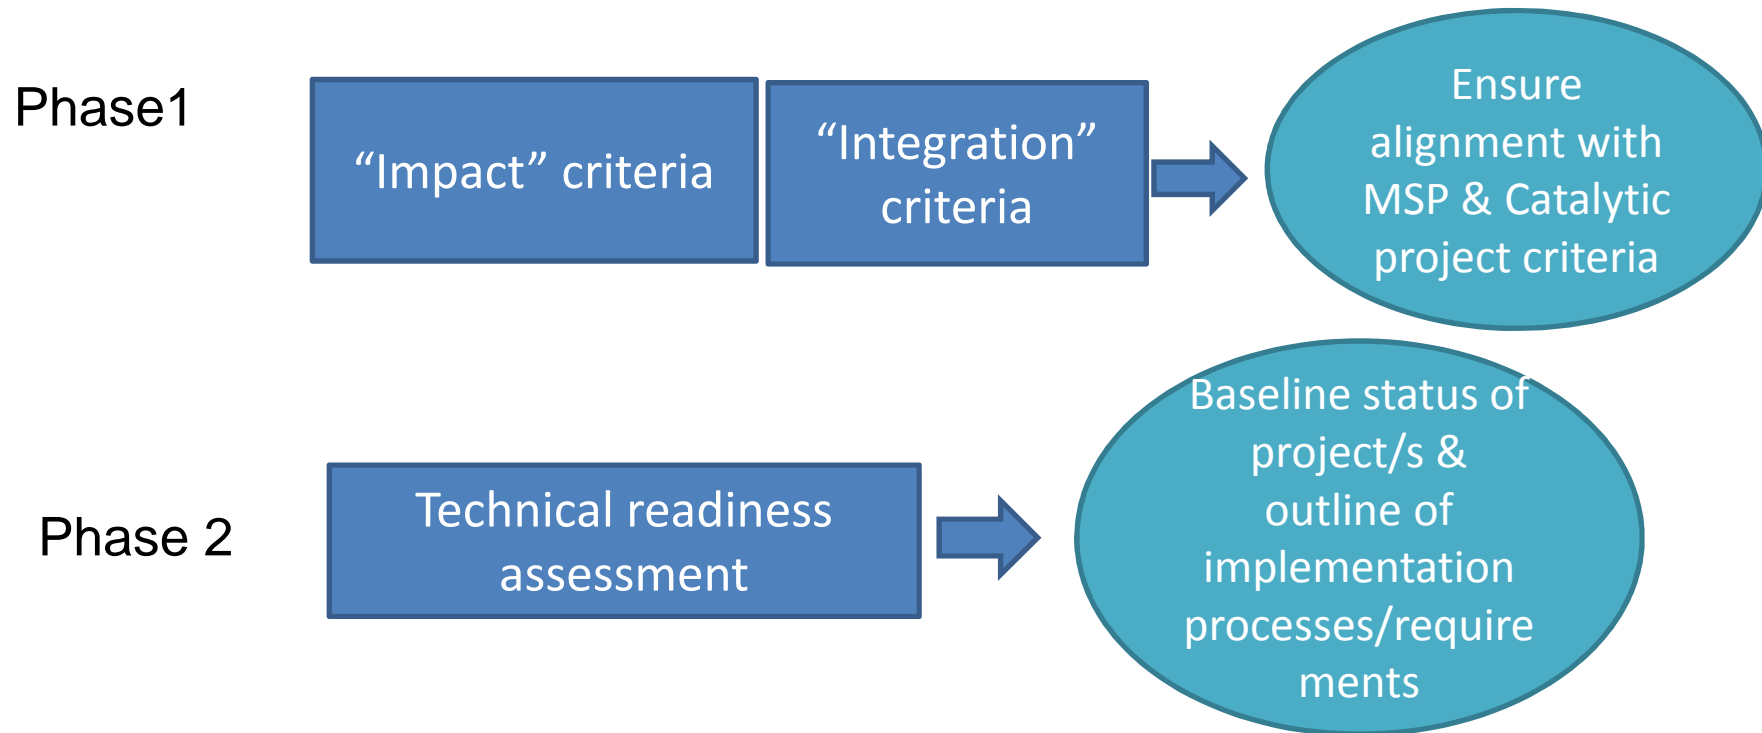 Phase1
“Impact” criteria
“Integration”
criteria
Ensure
alignment with
MSP & Catalytic
project criteria
Phase 2
Technical readiness
assessment
Baseline status of
project/s &
outline of
implementation
processes/require
ments